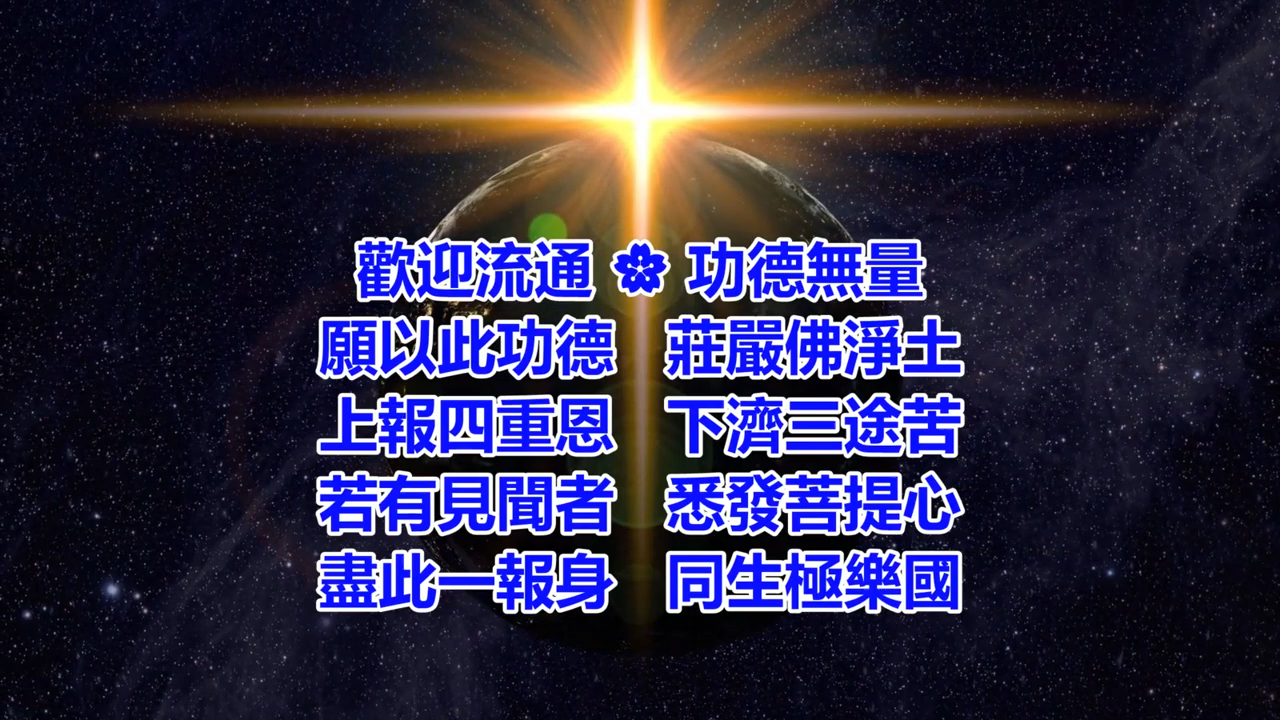 歡迎流通 🌸 功德無量
願以此功德　莊嚴佛淨土
上報四重恩　下濟三途苦
若有見聞者　悉發菩提心
盡此一報身　同生極樂國